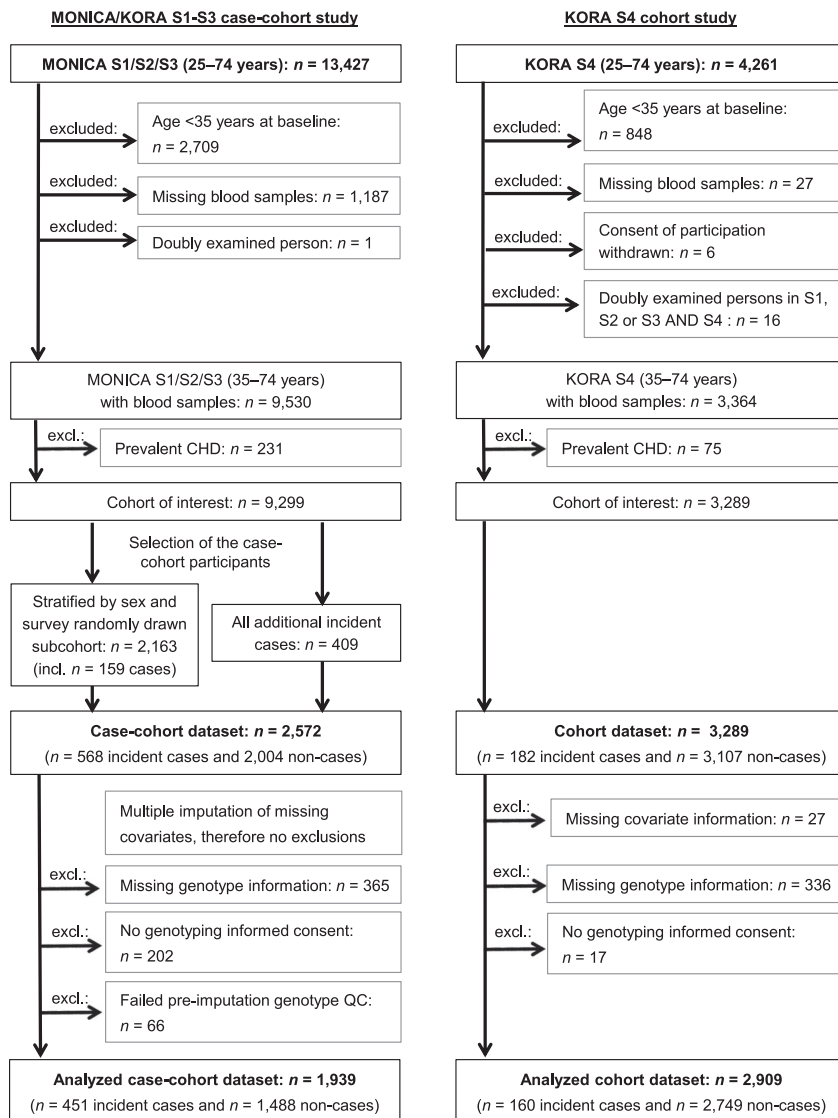 MONICA/KORA S1-S3 case-cohort study
MONICA S1/S2/S3 (25–74 years): n = 13,427
excluded:
Age <35 years at baseline:
n = 2,709
excluded:
Missing blood samples: n = 1,187
excluded:
Doubly examined person: n = 1
MONICA S1/S2/S3 (35–74 years)
with blood samples: n = 9,530
excl.:
Prevalent CHD: n = 231
Cohort of interest: n = 9,299
Selection of the case-
cohort participants
Stratified by sex and
survey randomly drawn
subcohort: n = 2,163
(incl. n = 159 cases)
All additional incident
cases: n = 409
Case-cohort dataset: n = 2,572
(n = 568 incident cases and 2,004 non-cases)
Multiple imputation of missing
covariates, therefore no exclusions
excl.:
Missing genotype information: n = 365
excl.:
No genotyping informed consent:
n = 202
excl.:
Failed pre-imputation genotype QC:
n = 66
Analyzed case-cohort dataset: n = 1,939
(n = 451 incident cases and n = 1,488 non-cases)
KORA S4 cohort study
KORA S4 (25–74 years): n = 4,261
excluded:
Age <35 years at baseline:
n = 848
excluded:
Missing blood samples: n = 27
excluded:
Consent of participation
withdrawn: n = 6
excluded:
Doubly examined persons in S1,
S2 or S3 AND S4 : n = 16
KORA S4 (35–74 years)
with blood samples: n = 3,364
excl.:
Prevalent CHD: n = 75
Cohort of interest: n = 3,289
Cohort dataset: n = 3,289
(n = 182 incident cases and n = 3,107 non-cases)
excl.:
Missing covariate information: n = 27
excl.:
Missing genotype information: n = 336
excl.:
No genotyping informed consent:
n = 17
Analyzed cohort dataset: n = 2,909
(n = 160 incident cases and n = 2,749 non-cases)